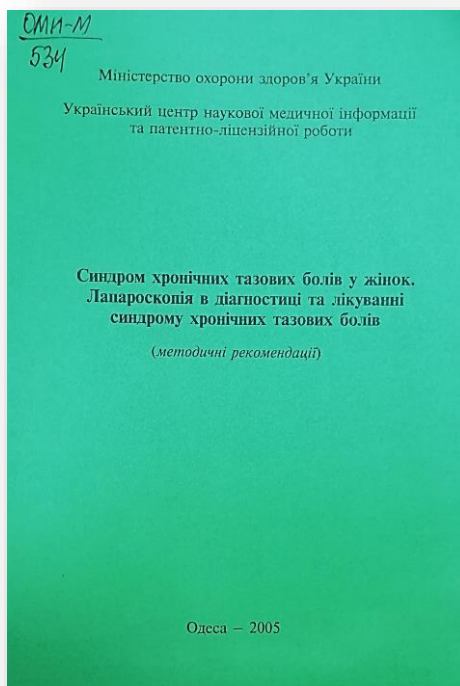 ОМИ-М
534
Міністерство охорони здоров'я України
Український центр наукової медичної інформації
та патентно-ліцензійної роботи
Синдром хронічних тазових болів у жінок.
Лапароскопія в діагностиці та лікуванні
синдрому хронічних тазових болів
(методичні рекомендації)
Одеса – 2005